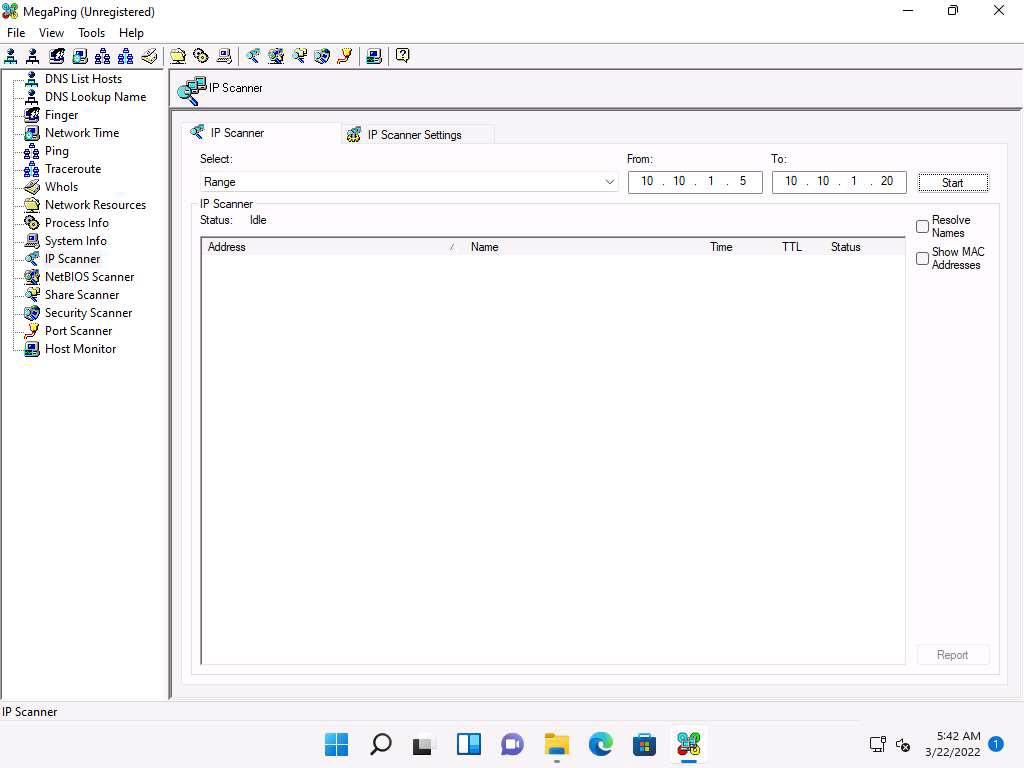 MegaPing (Unregistered)
File View Tools Help
DNS List Hosts
DNS Lookup Name
Finger
Network Time
Ping
Traceroute
WhoIs
Network Resources
Process Info
System Info
IP Scanner
NetBIOS Scanner
Share Scanner
Security Scanner
Port Scanner
Host Monitor
IP Scanner
IP Scanner
IP Scanner Settings
Select: From: To:
Range 10 . 10 . 1 . 5 10 . 10 . 1 . 20 Start
IP Scanner
Status: Idle
Resolve
Names
Show MAC
Addresses
Address Name Time TTL Status
Report
IP Scanner
5:42 AM
3/22/2022
1